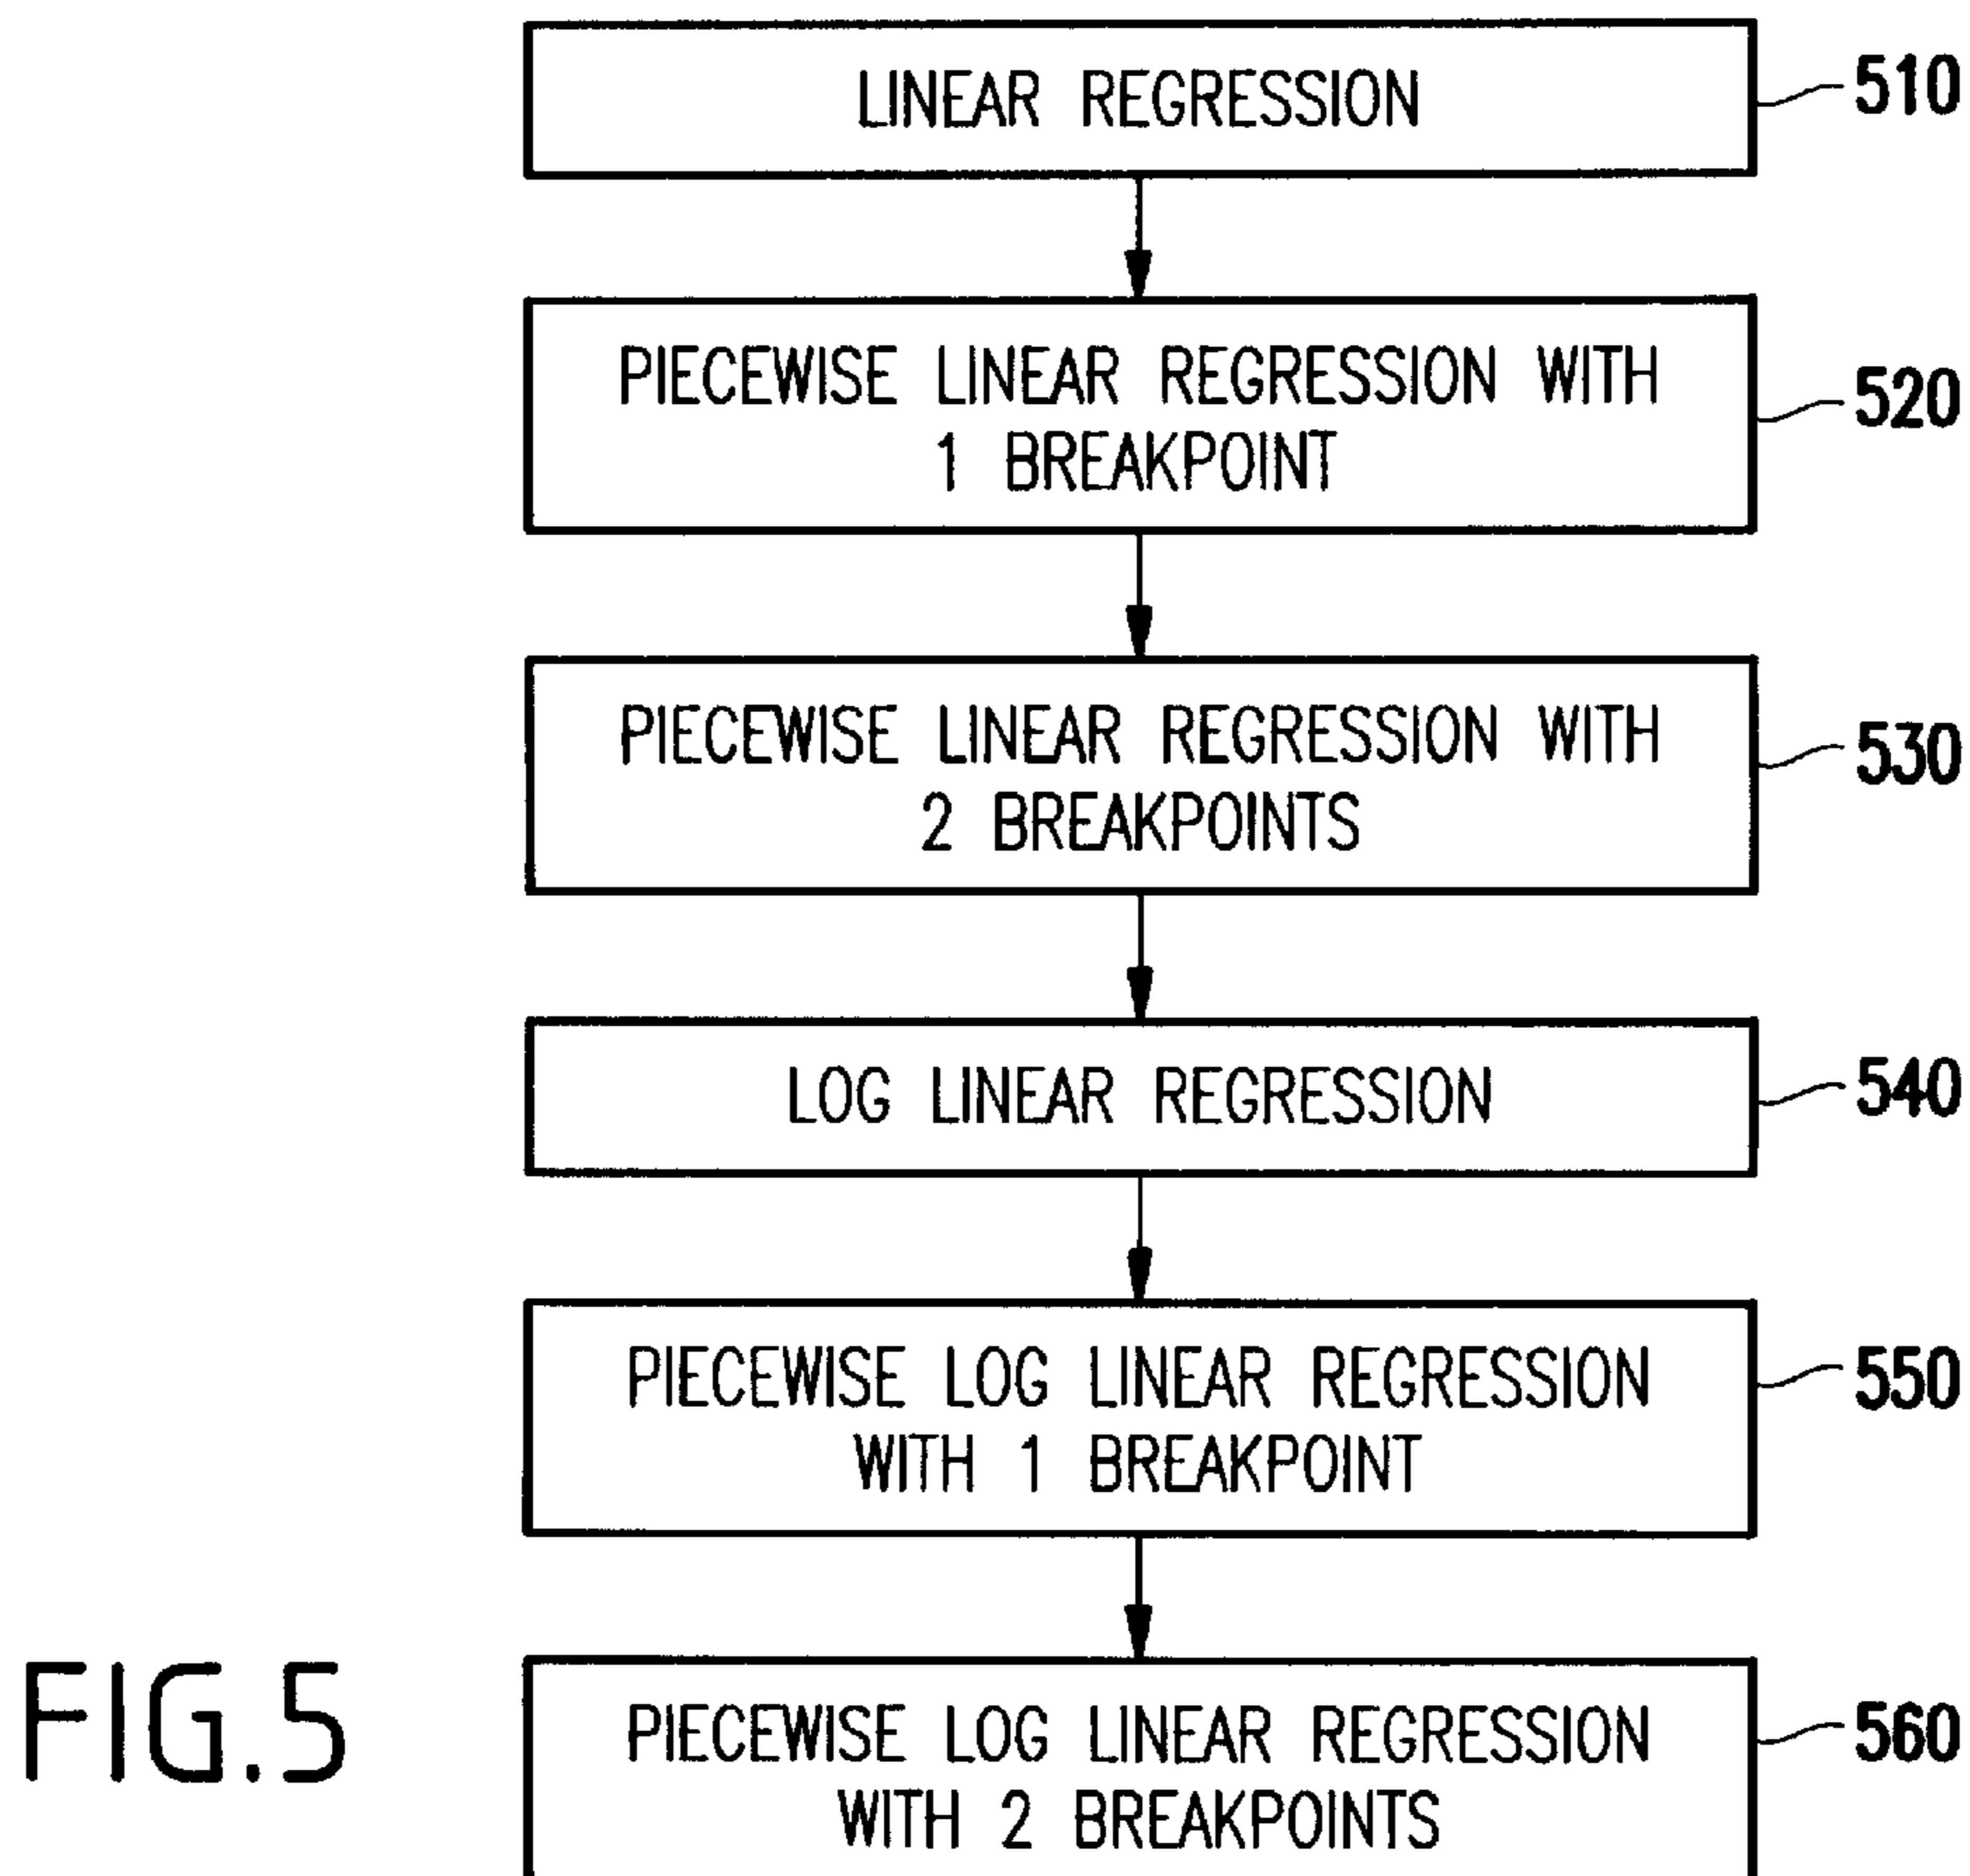 LINEAR REGRESSION
510
PIECEWISE LINEAR REGRESSION WITH
1 BREAKPOINT
520
PIECEWISE LINEAR REGRESSION WITH
2 BREAKPOINTS
530
LOG LINEAR REGRESSION
540
PIECEWISE LOG LINEAR REGRESSION
WITH 1 BREAKPOINT
550
PIECEWISE LOG LINEAR REGRESSION
WITH 2 BREAKPOINTS
560
FIG.5